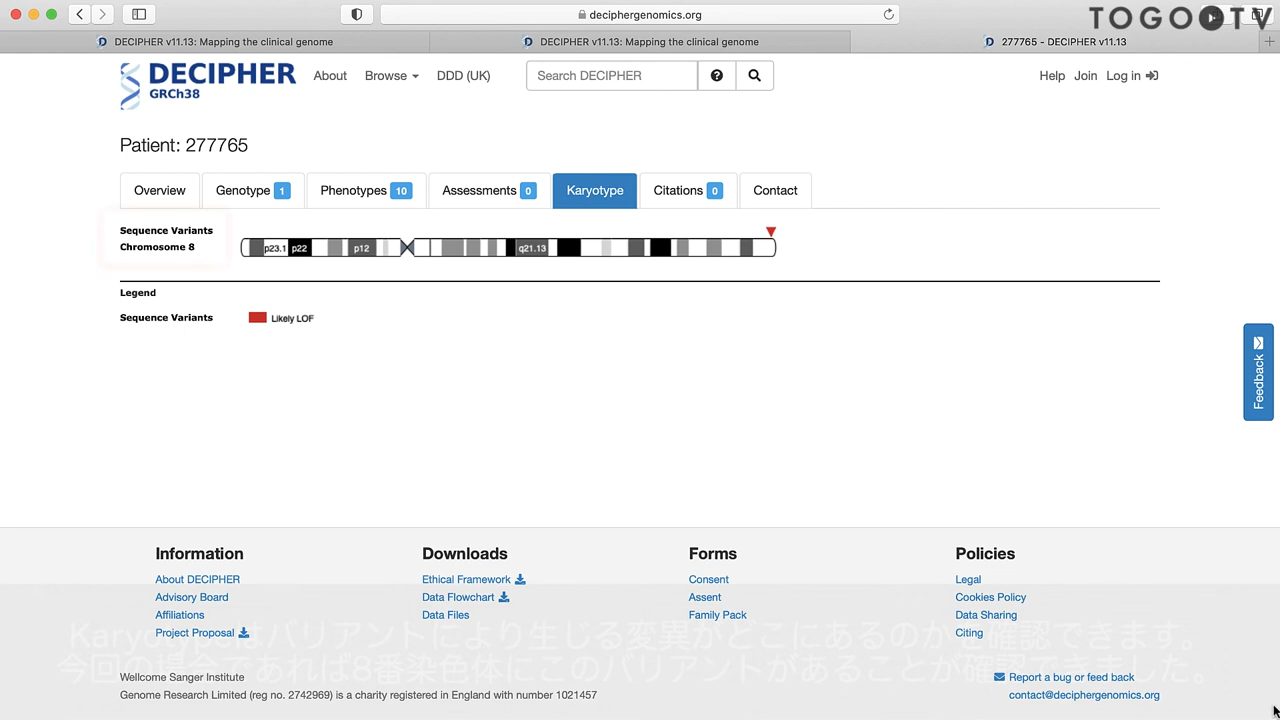 deciphergenomics.org
TOGOTV
DECIPHER v11.13: Mapping the clinical genome
DECIPHER v11.13: Mapping the clinical genome
277765 - DECIPHER v11.13
DECIPHER
GRCh38
About
Browse
DDD (UK)
Search DECIPHER
Help
Join
Log in
Patient: 277765
Overview
Genotype 1
Phenotypes 10
Assessments 0
Karyotype
Citations 0
Contact
Sequence Variants
Chromosome 8
p23.1
p22
p12
q21.13
Legend
Sequence Variants
Likely LOF
Feedback
Information
About DECIPHER
Advisory Board
Affiliations
Project Proposal
Downloads
Ethical Framework
Data Flowchart
Data Files
Forms
Consent
Assent
Family Pack
Policies
Legal
Cookies Policy
Data Sharing
Citing
Karyotypeはバリアントにより生じる変異がどこにあるのかを確認できます。
今回の場合であれば8番染色体にこのバリアントがあることが確認できました。
Wellcome Sanger Institute
Genome Research Limited (reg no. 2742969) is a charity registered in England with number 1021457
Report a bug or feed back
contact@deciphergenomics.org